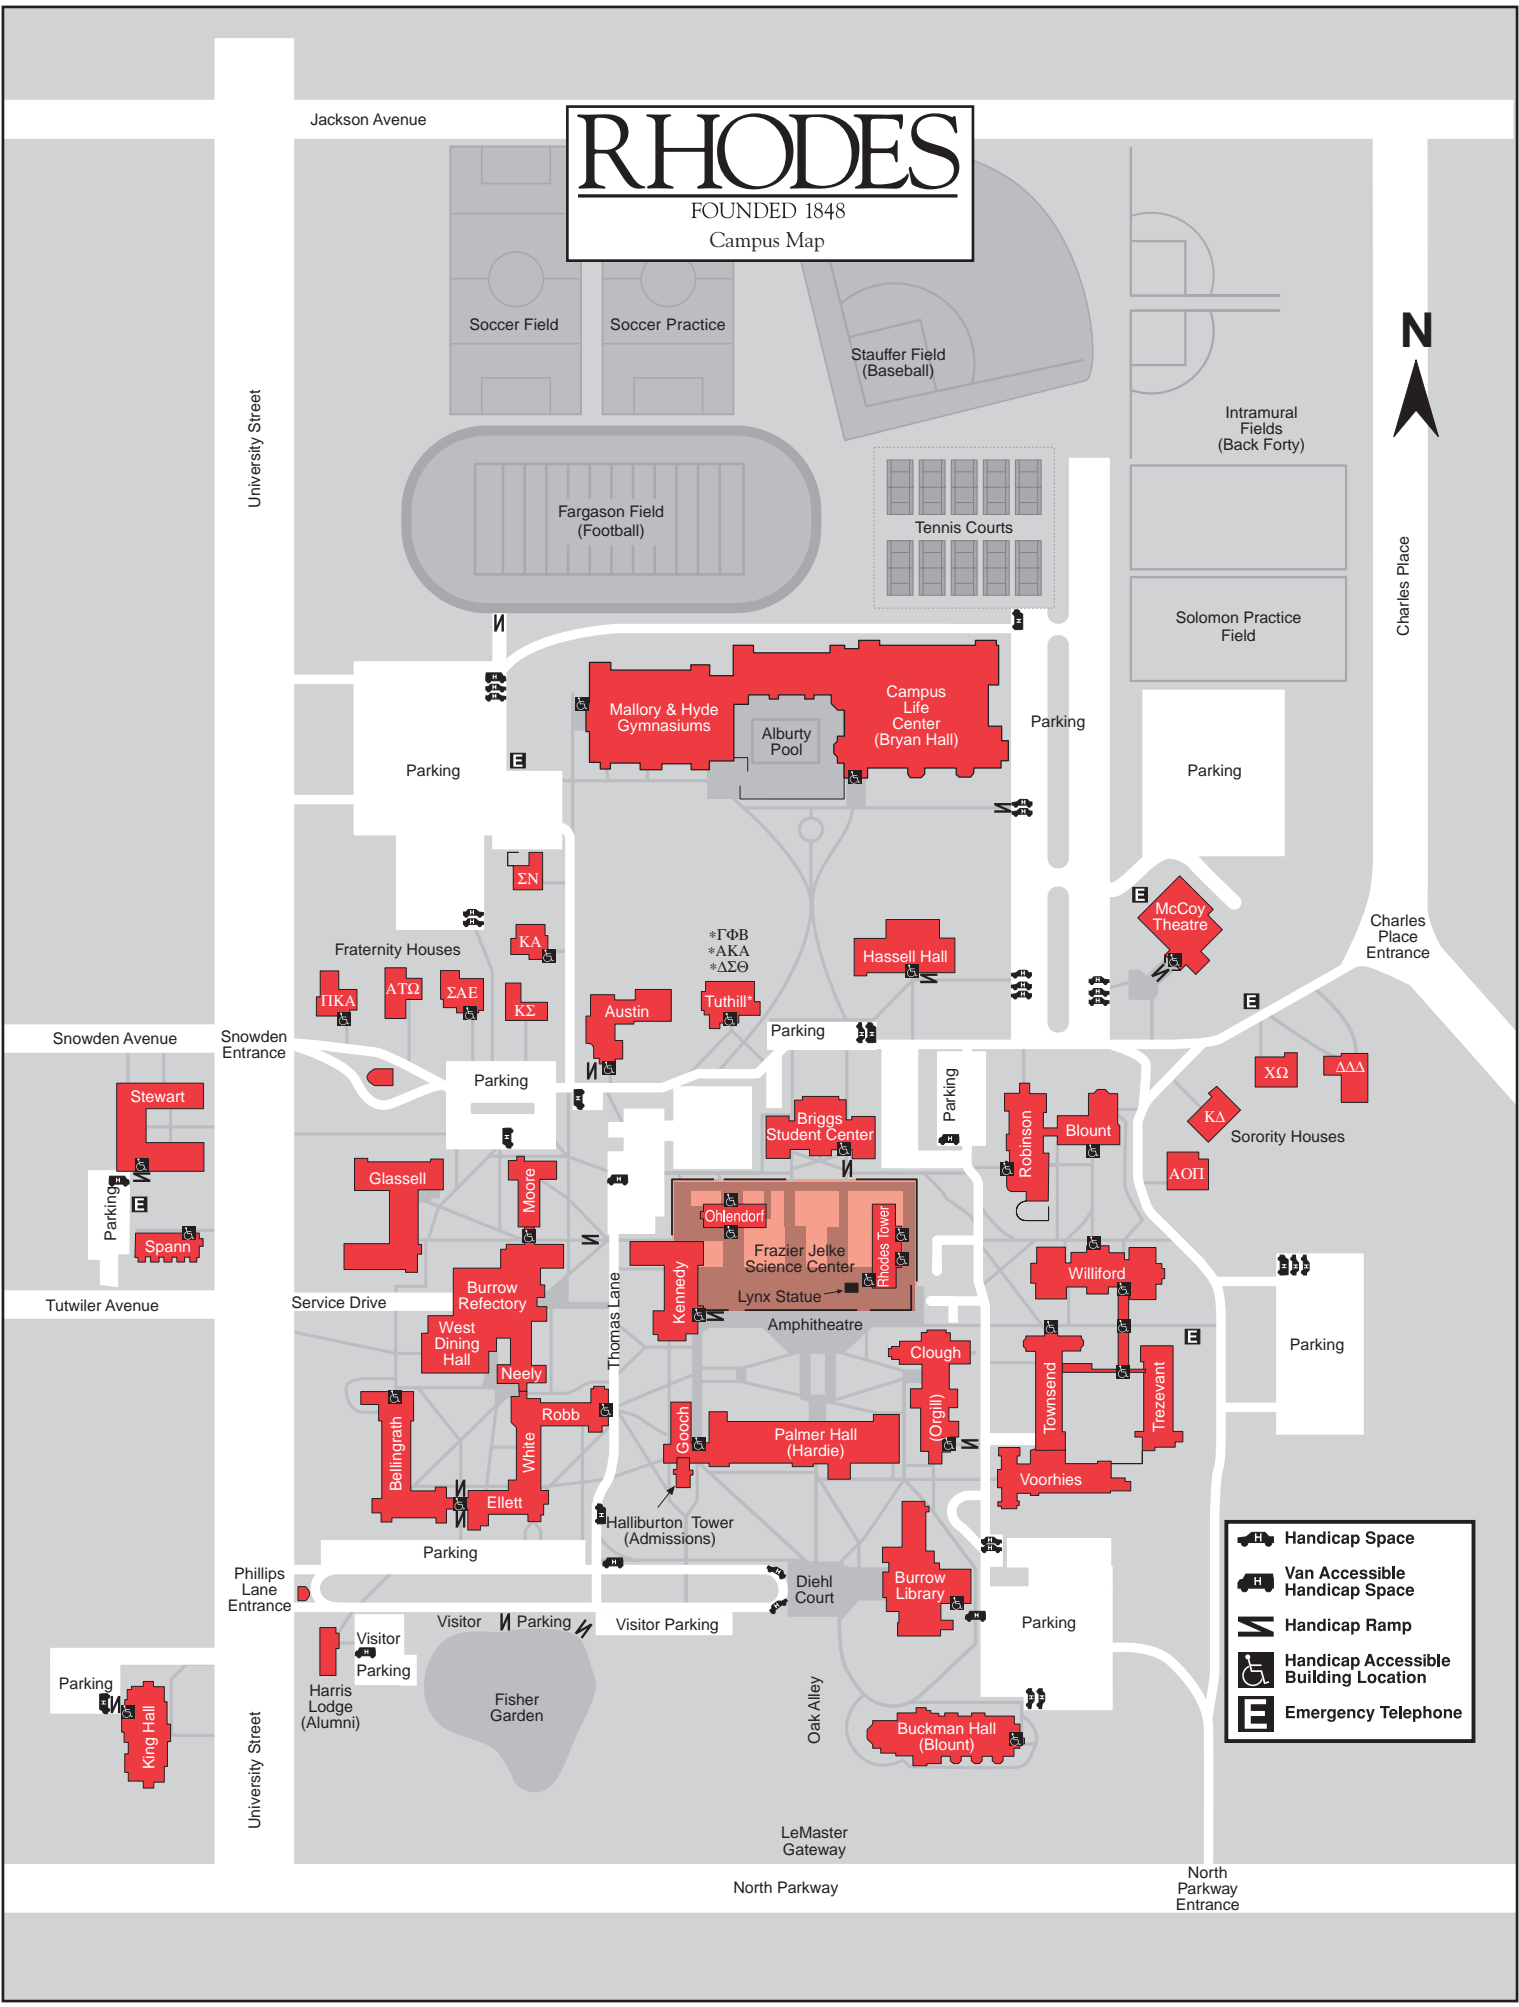 Jackson Avenue
RHODES
FOUNDED 1848
Campus Map
N
Soccer Field
Soccer Practice
Stauffer Field
(Baseball)
University Street
Intramural
Fields
(Back Forty)
Fargason Field
(Football)
Tennis Courts
Charles Place
Solomon Practice
Field
Mallory & Hyde
Gymnasiums
Campus
Life
Center
(Bryan Hall)
Alburty
Pool
Parking
Parking
E
Parking
ΣΝ
E
McCoy
Theatre
Charles
Place
Entrance
Fraternity Houses
ΚΑ
*ΓΦΒ
*ΑΚΑ
*ΔΣΘ
Hassell Hall
ΠΚΑ
ΑΤΩ
ΣΑΕ
ΚΣ
Austin
Tuthill*
E
Snowden Avenue
Snowden
Entrance
Parking
Parking
Parking
ΧΩ
ΔΔΔ
Stewart
Briggs
Student Center
Robinson
Blount
ΚΔ
Sorority Houses
ΑΟΠ
Glassell
Moore
Parking
E
Spann
Ohlendorf
Rhodes Tower
Frazier Jelke
Science Center
Lynx Statue
Kennedy
Amphitheatre
Williford
Tutwiler Avenue
Service Drive
Burrow
Refectory
West
Dining
Hall
Neely
Thomas Lane
E
Parking
Clough
(Orgill)
Townsend
Trezevant
Bellingrath
White
Robb
Gooch
Palmer Hall
(Hardie)
Voorhies
Ellett
Halliburton Tower
(Admissions)
Parking
Phillips
Lane
Entrance
Diehl
Court
Burrow
Library
Visitor
Parking
Visitor Parking
Parking
Visitor
Parking
Harris
Lodge
(Alumni)
Fisher
Garden
Parking
King Hall
University Street
Oak Alley
Buckman Hall
(Blount)
LeMaster
Gateway
North Parkway
North
Parkway
Entrance
H Handicap Space
H Van Accessible
Handicap Space
Handicap Ramp
Handicap Accessible
Building Location
E Emergency Telephone